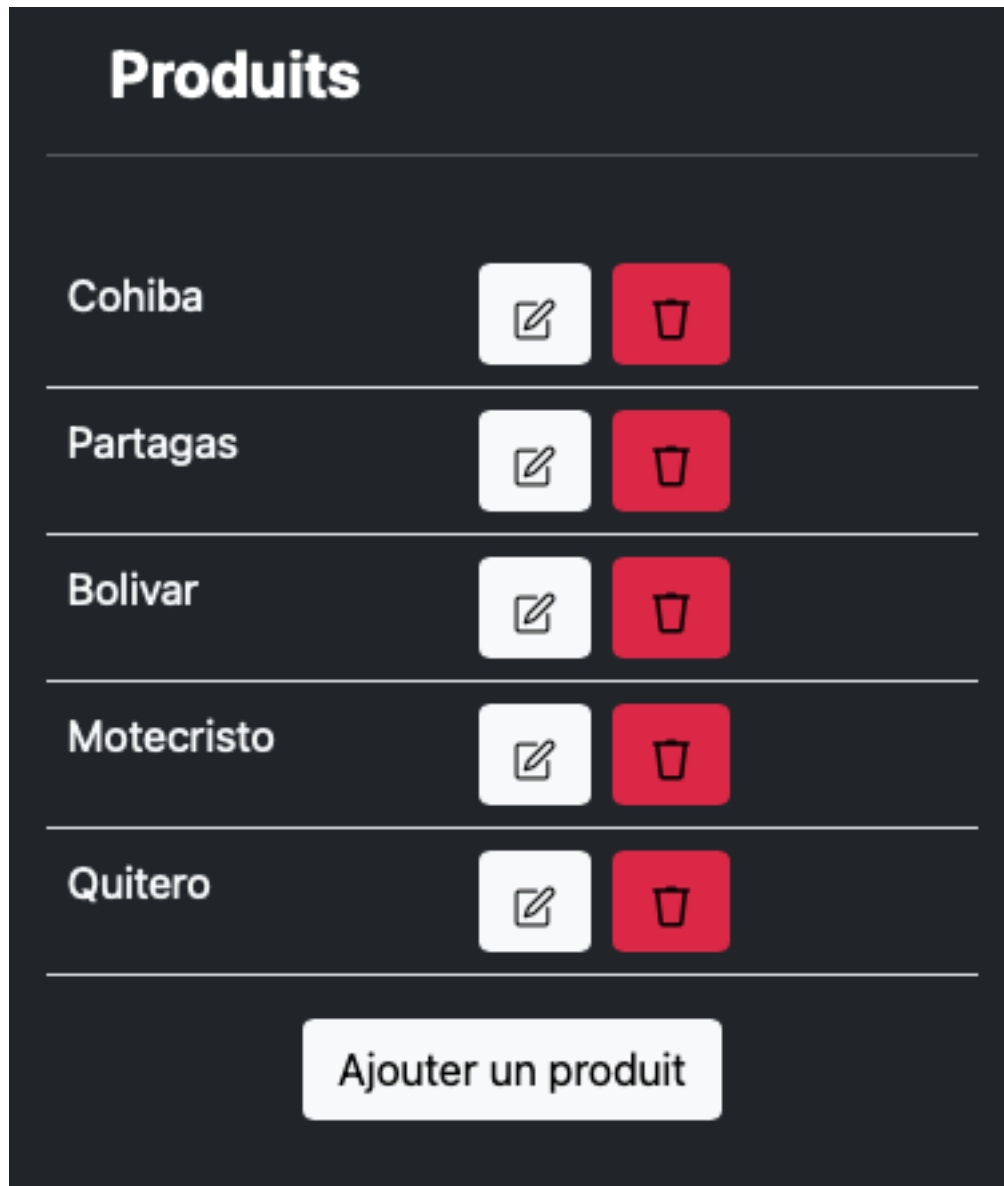 Produits
Cohiba
Partagas
Bolivar
Motecristo
Quitero
Ajouter un produit